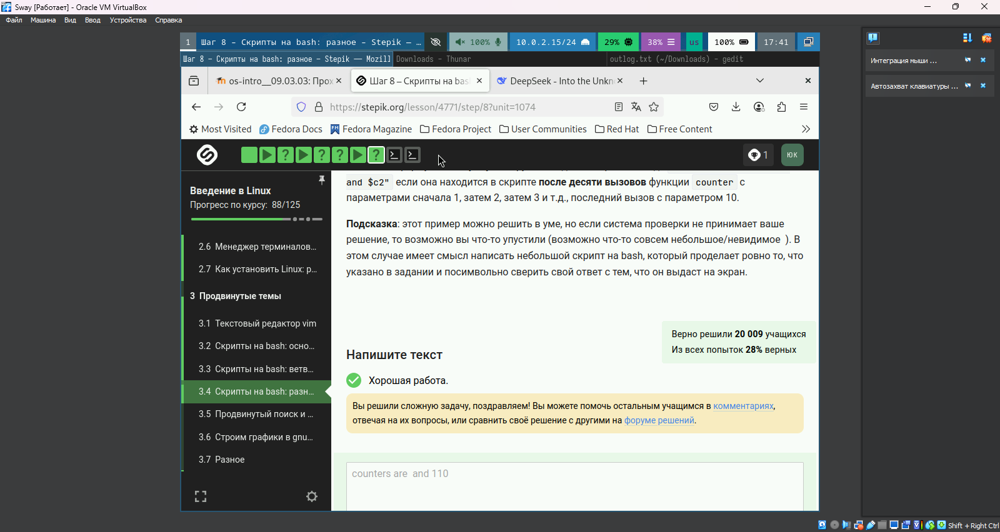 Sway [Работает] - Oracle VM VirtualBox
Файл Машина Вид Ввод Устройства Справка
1 Шаг 8 – Скрипты на bash: разное – Stepik — … 100% 10.0.2.15/24 29% 38% us 100% 17:41
Шаг 8 – Скрипты на bash: разное – Stepik — Mozill Downloads – Thunar outlog.txt (~/Downloads) – gedit
os-intro__09.03.03: Прох Шаг 8 – Скрипты на bas DeepSeek - Into the Unkn
https://stepik.org/lesson/4771/step/8?unit=1074
Most Visited Fedora Docs Fedora Magazine Fedora Project User Communities Red Hat Free Content
1 ЮК
Введение в Linux
Прогресс по курсу: 88/125
2.6 Менеджер терминалов...
2.7 Как установить Linux: р...
3 Продвинутые темы
3.1 Текстовый редактор vim
3.2 Скрипты на bash: осно...
3.3 Скрипты на bash: ветв...
3.4 Скрипты на bash: разн...
3.5 Продвинутый поиск и ...
3.6 Строим графики в gnu...
3.7 Разное
and $c2" если она находится в скрипте после десяти вызовов функции counter с
параметрами сначала 1, затем 2, затем 3 и т.д., последний вызов с параметром 10.
Подсказка: этот пример можно решить в уме, но если система проверки не принимает ваше
решение, то возможно вы что-то упустили (возможно что-то совсем небольшое/невидимое ). В
этом случае имеет смысл написать небольшой скрипт на bash, который проделает ровно то, что
указано в задании и посимвольно сверить свой ответ с тем, что он выдаст на экран.
Верно решили 20 009 учащихся
Из всех попыток 28% верных
Напишите текст
Хорошая работа.
Вы решили сложную задачу, поздравляем! Вы можете помочь остальным учащимся в комментариях,
отвечая на их вопросы, или сравнить своё решение с другими на форуме решений.
counters are  and 110
Интеграция мыши ...
Автозахват клавиатуры ...
Shift + Right Ctrl